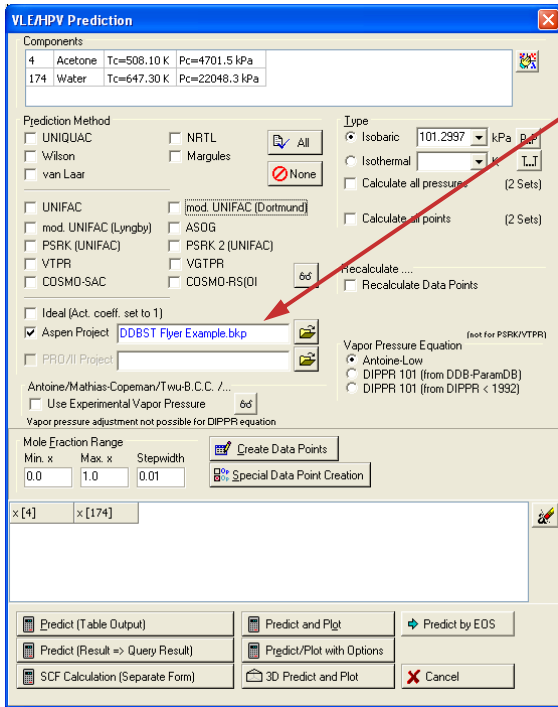 VLE/HPV Prediction
Components
4 Acetone Tc=508.10 K Pc=4701.5 kPa
174 Water Tc=647.30 K Pc=22048.3 kPa
Prediction Method
UNIQUAC NRTL All
Wilson Margules
van Laar None
UNIFAC mod. UNIFAC (Dortmund)
mod. UNIFAC (Lyngby) ASOG
PSRK (UNIFAC) PSRK 2 (UNIFAC)
VTPR VGTPR
COSMO-SAC COSMO-RS(Ol
Ideal (Act. coeff. set to 1)
Aspen Project DDBST Flyer Example.bkp
PRO/II Project
Type
Isobaric 101.2997 kPa
Isothermal K
Calculate all pressures (2 Sets)
Calculate all points (2 Sets)
Recalculate ....
Recalculate Data Points
(not for PSRK/VTPR)
Vapor Pressure Equation
Antoine-Low
DIPPR 101 (from DDB-ParamDB)
DIPPR 101 (from DIPPR < 1992)
Antoine/Mathias-Copeman/Twu-B.C.C. /...
Use Experimental Vapor Pressure
Vapor pressure adjustment not possible for DIPPR equation
Mole Fraction Range
Min. x Max. x Stepwidth
0.0 1.0 0.01
Create Data Points
Special Data Point Creation
x [4] x [174]
Predict (Table Output) Predict and Plot Predict by EOS
Predict (Result => Query Result) Predict/Plot with Options
SCF Calculation (Separate Form) 3D Predict and Plot Cancel